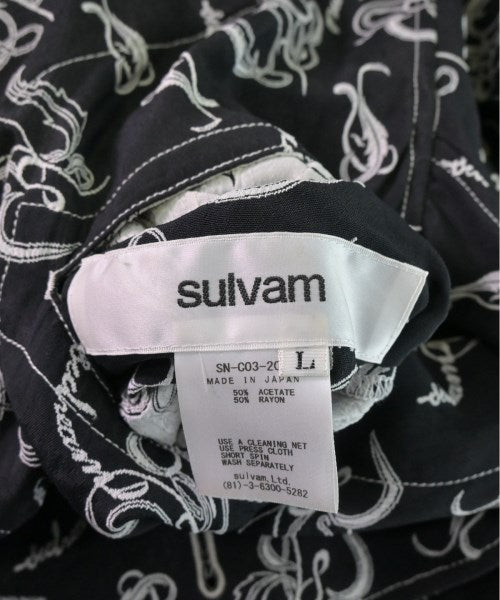 sulvam
L
SN-C03-20
MADE IN JAPAN
50% ACETATE
50% RAYON
USE A CLEANING NET
USE PRESS CLOTH
SHORT SPIN
WASH SEPARATELY
sulvam.Ltd.
(81)-3-6300-5282